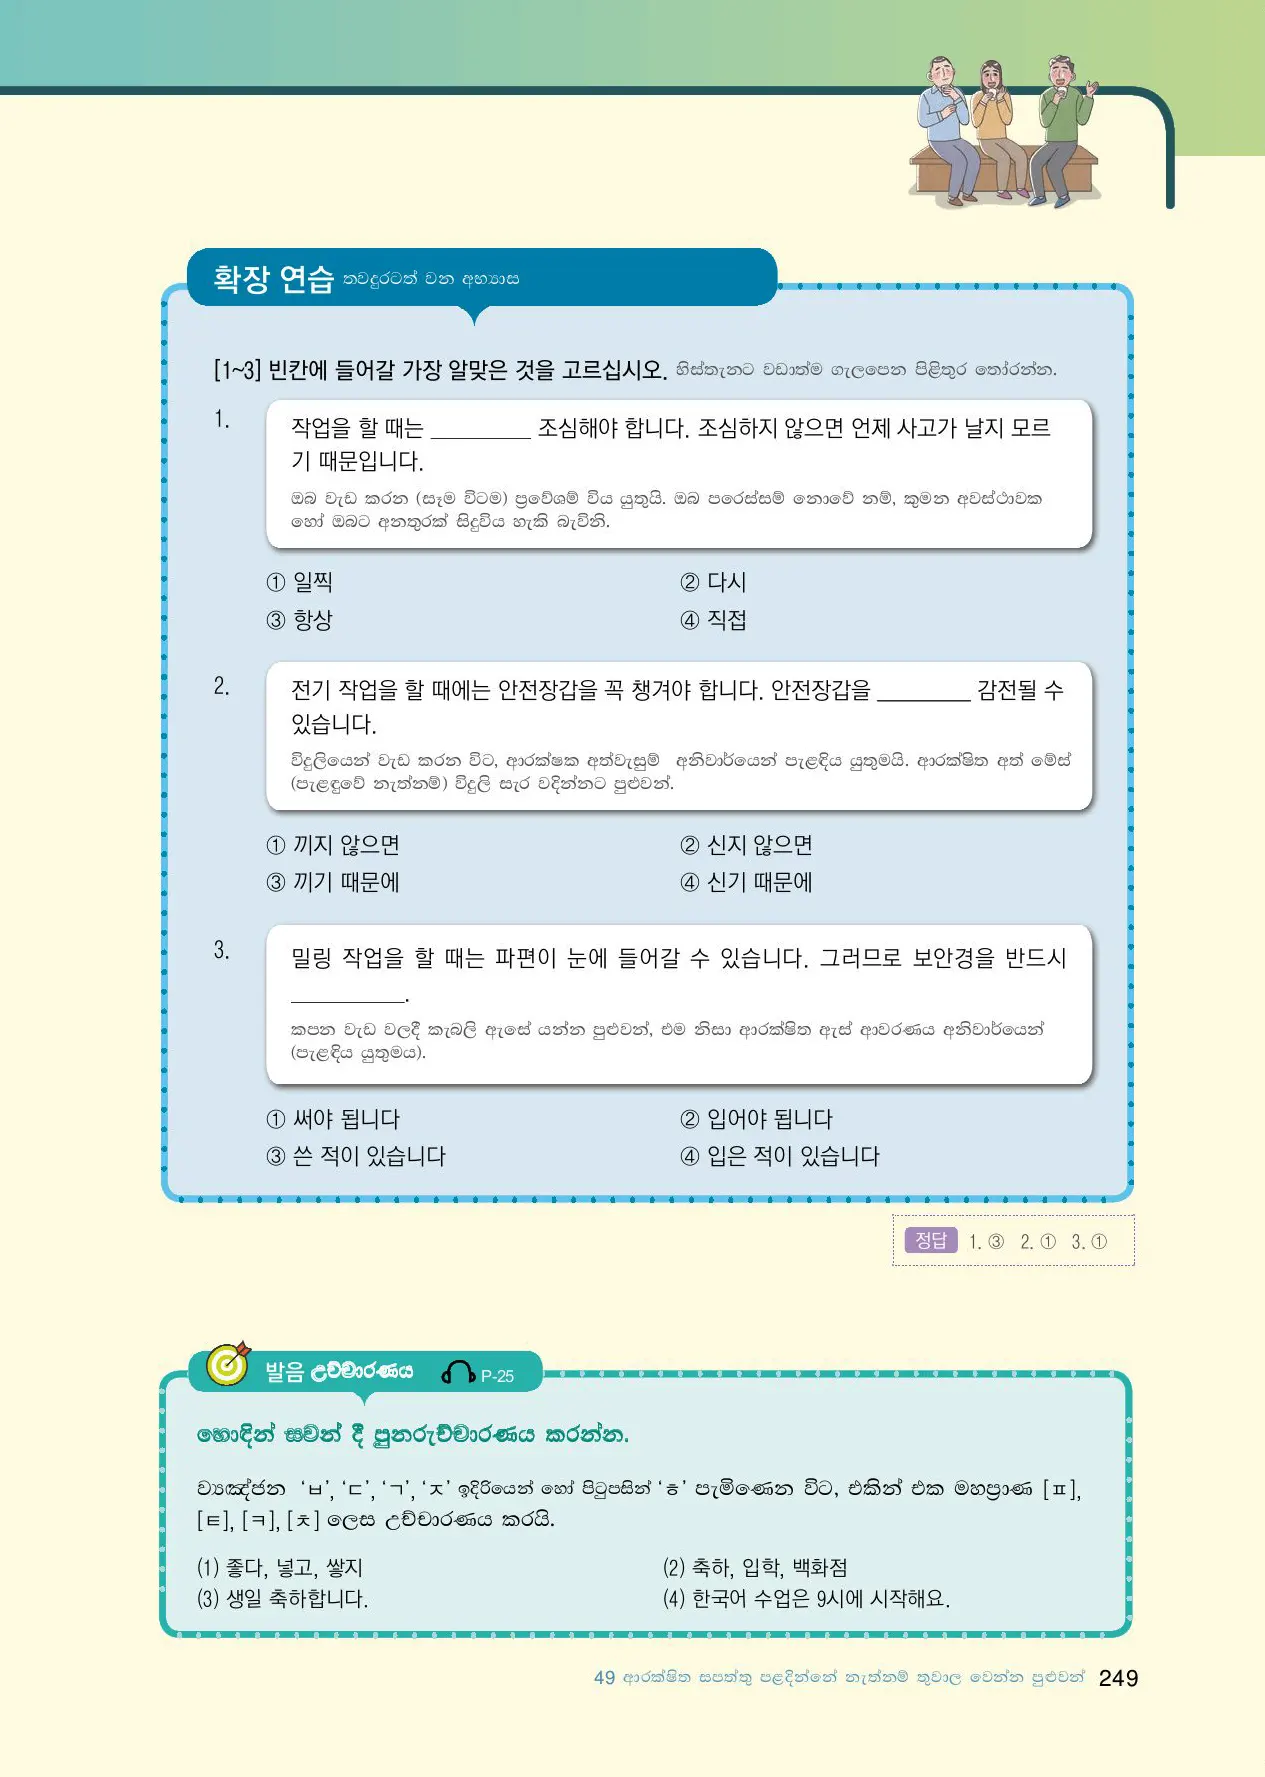 확장 연습 තවදුරටත් වන අභ්‍යාස
[1~3] 빈칸에 들어갈 가장 알맞은 것을 고르십시오. හිස්තැනට වඩාත්ම ගැලපෙන පිළිතුර තෝරන්න.
1.
작업을 할 때는 _________ 조심해야 합니다. 조심하지 않으면 언제 사고가 날지 모르
기 때문입니다.
ඔබ වැඩ කරන (සෑම විටම) ප්‍රවේශම් විය යුතුයි. ඔබ පරෙස්සම් නොවේ නම්, කුමන අවස්ථාවක
හෝ ඔබට අනතුරක් සිදුවිය හැකි බැවිනි.
① 일찍 ② 다시
③ 항상 ④ 직접
2.
전기 작업을 할 때에는 안전장갑을 꼭 챙겨야 합니다. 안전장갑을 _________ 감전될 수
있습니다.
විදුලියෙන් වැඩ කරන විට, ආරක්ෂක අත්වැසුම් අනිවාර්යෙන් පැළඳිය යුතුමයි. ආරක්ෂිත අත් මේස්
(පැළඳුවේ නැත්නම්) විදුලි සැර වදින්නට පුළුවන්.
① 끼지 않으면 ② 신지 않으면
③ 끼기 때문에 ④ 신기 때문에
3.
밀링 작업을 할 때는 파편이 눈에 들어갈 수 있습니다. 그러므로 보안경을 반드시
__________.
කපන වැඩ වලදී කැබලි ඇසේ යන්න පුළුවන්, එම නිසා ආරක්ෂිත ඇස් ආවරණය අනිවාර්යෙන්
(පැළඳිය යුතුමය).
① 써야 됩니다 ② 입어야 됩니다
③ 쓴 적이 있습니다 ④ 입은 적이 있습니다
정답 1. ③ 2. ① 3. ①
발음 උච්චාරණය P-25
හොඳින් සවන් දී පුනරුච්චාරණය කරන්න.
ව්‍යඤ්ජන ‘ㅂ’, ‘ㄷ’, ‘ㄱ’, ‘ㅈ’ ඉදිරියෙන් හෝ පිටුපසින් ‘ㅎ’ පැමිණෙන විට, එකින් එක මහප්‍රාණ [ㅍ],
[ㅌ], [ㅋ], [ㅊ] ලෙස උච්චාරණය කරයි.
(1) 좋다, 넣고, 쌓지 (2) 축하, 입학, 백화점
(3) 생일 축하합니다. (4) 한국어 수업은 9시에 시작해요.
49 ආරක්ෂිත සපත්තු පළදින්නේ නැත්නම් තුවාල වෙන්න පුළුවන් 249